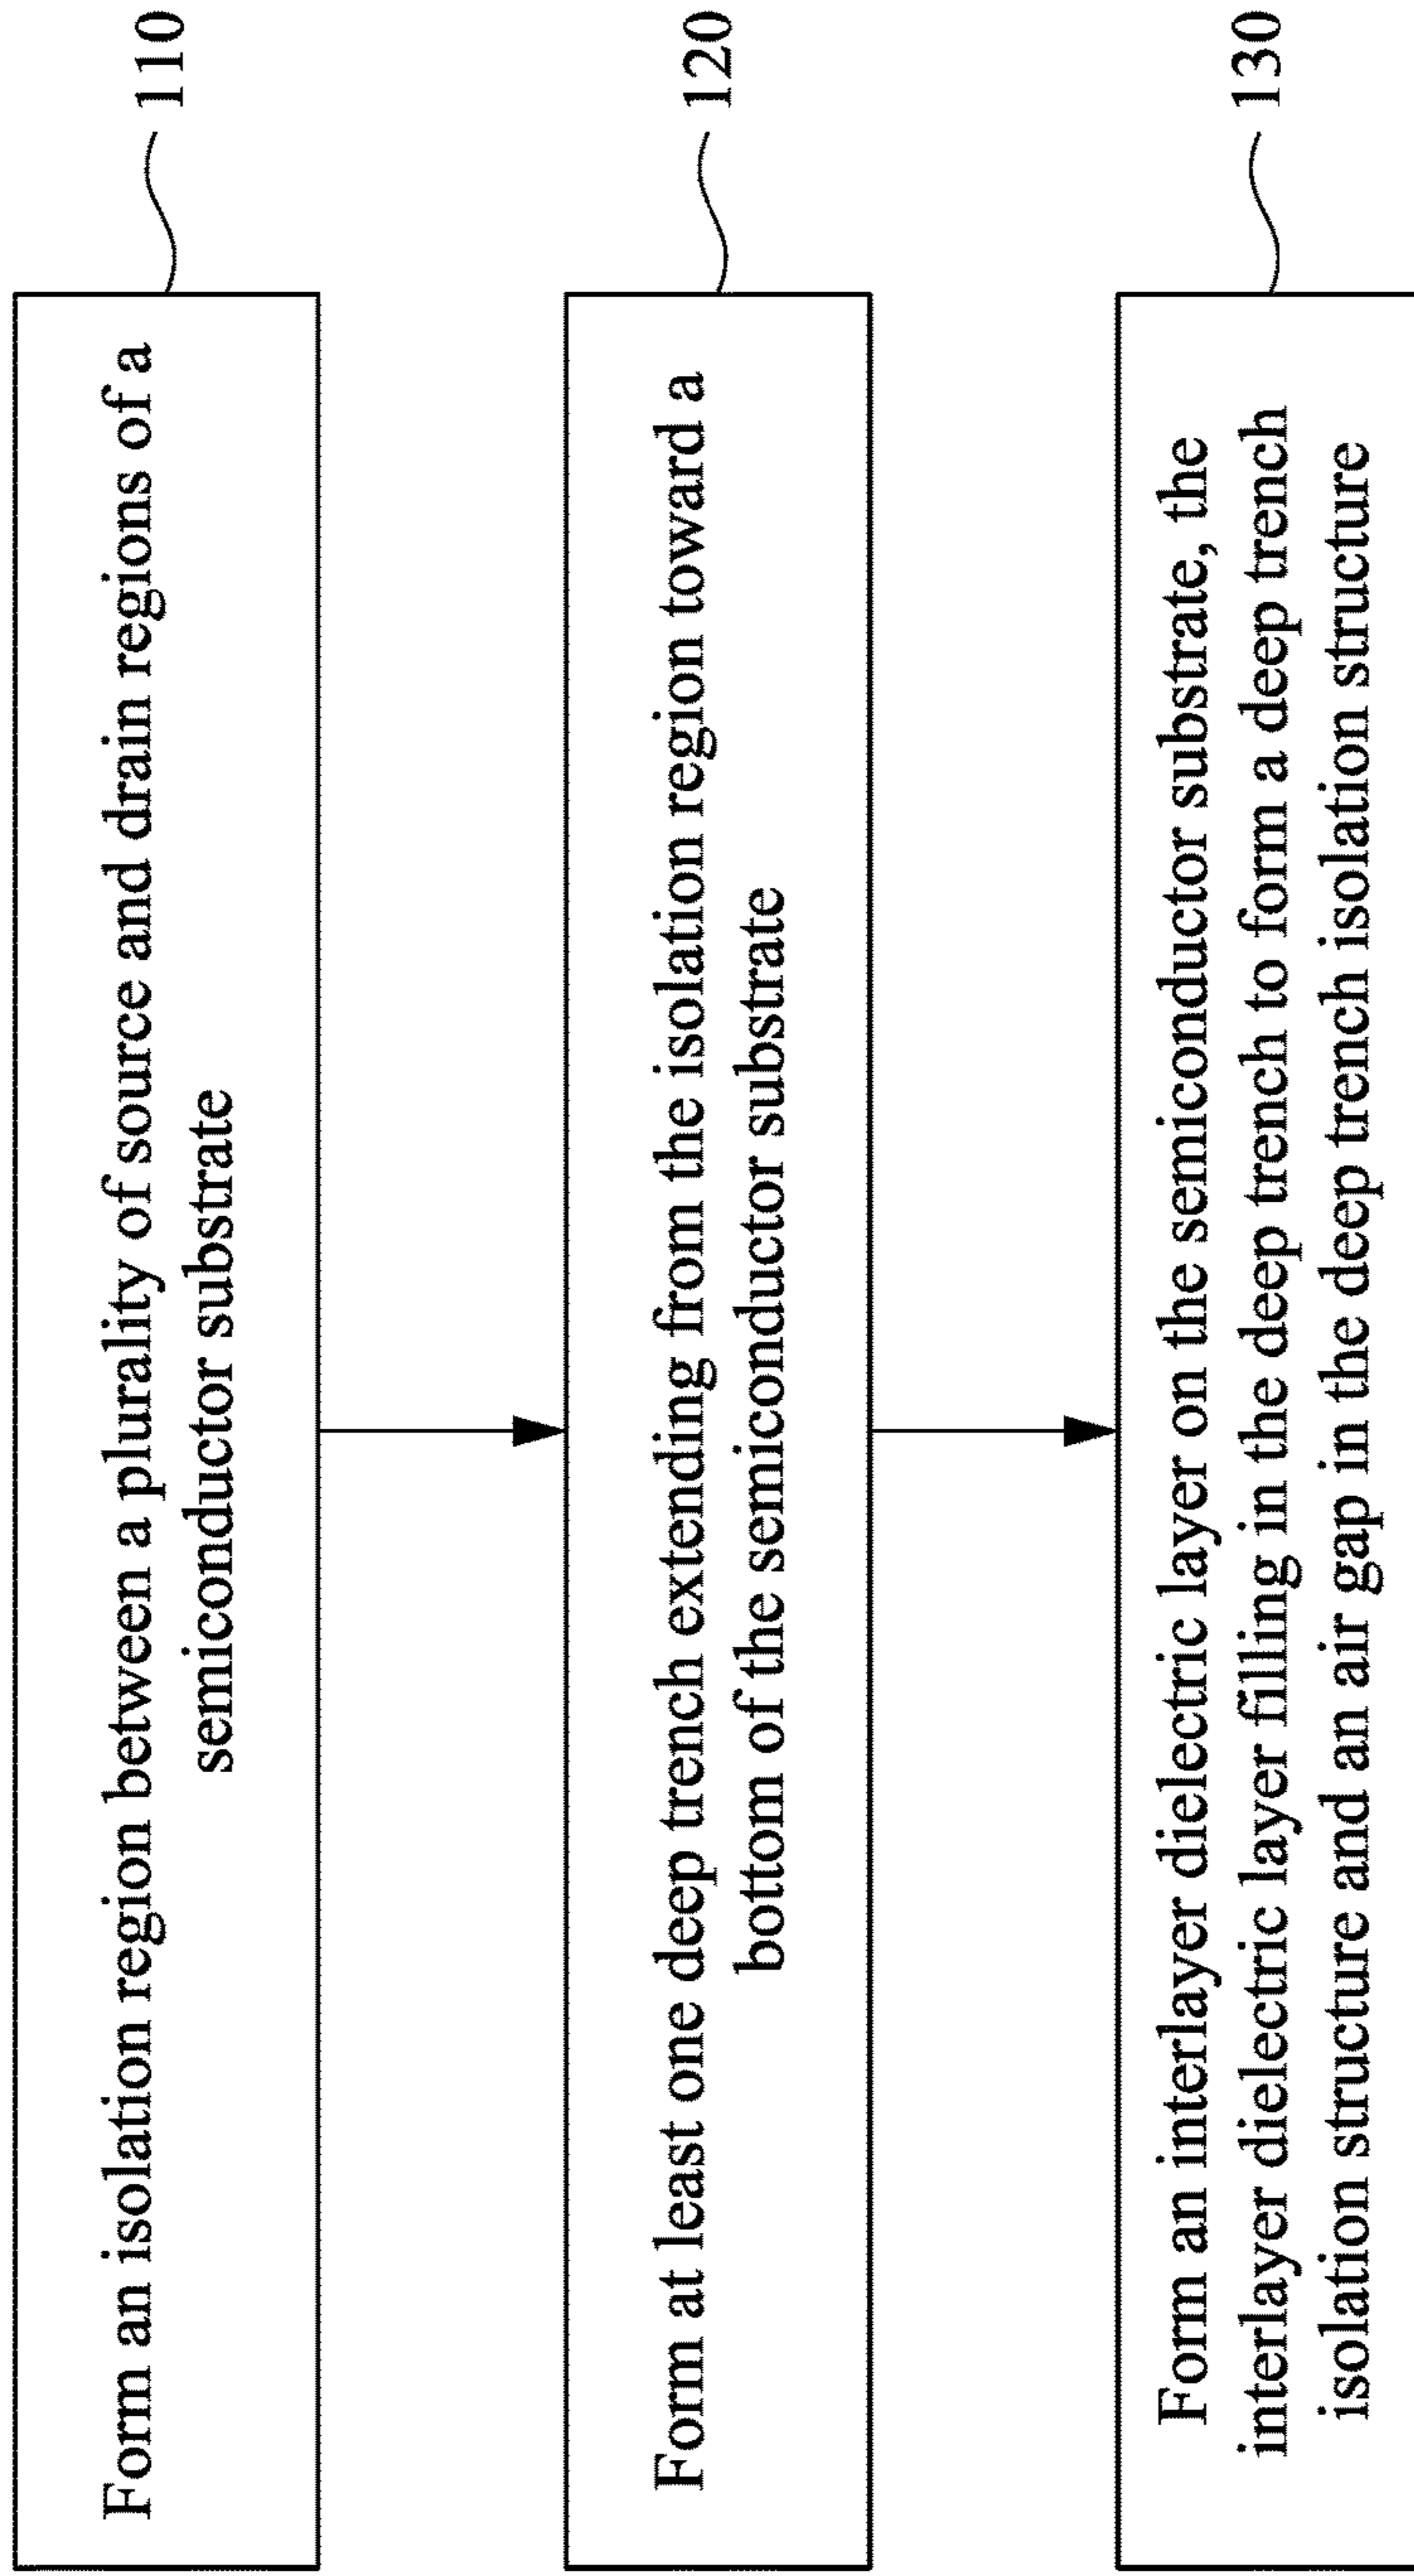 Form an isolation region between a plurality of source and drain regions of a
semiconductor substrate
110
Form at least one deep trench extending from the isolation region toward a
bottom of the semiconductor substrate
120
Form an interlayer dielectric layer on the semiconductor substrate, the
interlayer dielectric layer filling in the deep trench to form a deep trench
isolation structure and an air gap in the deep trench isolation structure
130